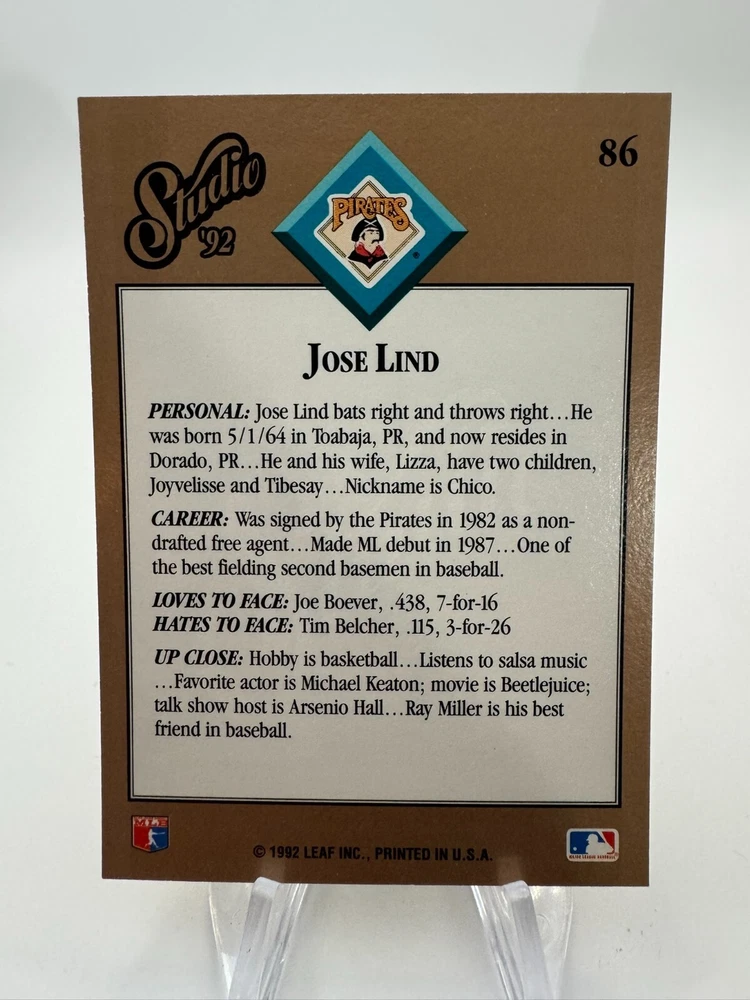 Studio
'92
86
PIRATES
JOSE LIND
PERSONAL: Jose Lind bats right and throws right...He
was born 5/1/64 in Toabaja, PR, and now resides in
Dorado, PR...He and his wife, Lizza, have two children,
Joyvelisse and Tibesay...Nickname is Chico.
CAREER: Was signed by the Pirates in 1982 as a non-
drafted free agent...Made ML debut in 1987...One of
the best fielding second basemen in baseball.
LOVES TO FACE: Joe Boever, .438, 7-for-16
HATES TO FACE: Tim Belcher, .115, 3-for-26
UP CLOSE: Hobby is basketball...Listens to salsa music
...Favorite actor is Michael Keaton; movie is Beetlejuice;
talk show host is Arsenio Hall...Ray Miller is his best
friend in baseball.
© 1992 LEAF INC., PRINTED IN U.S.A.
MAJOR LEAGUE BASEBALL